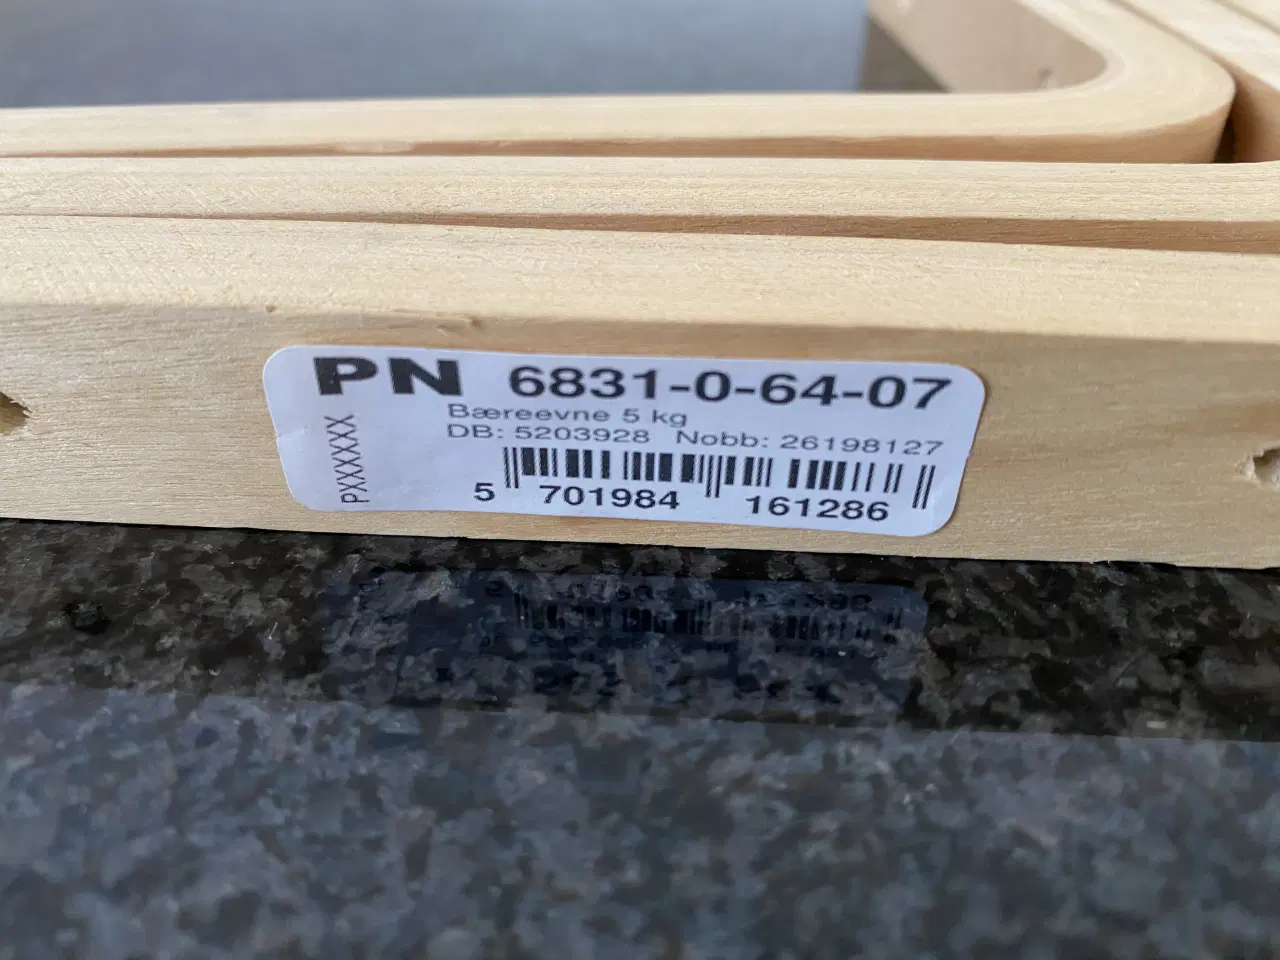 PN 6831-0-64-07
Bæreevne 5 kg
DB: 5203928 Nobb: 26198127
PXXXXXX
5 701984 161286